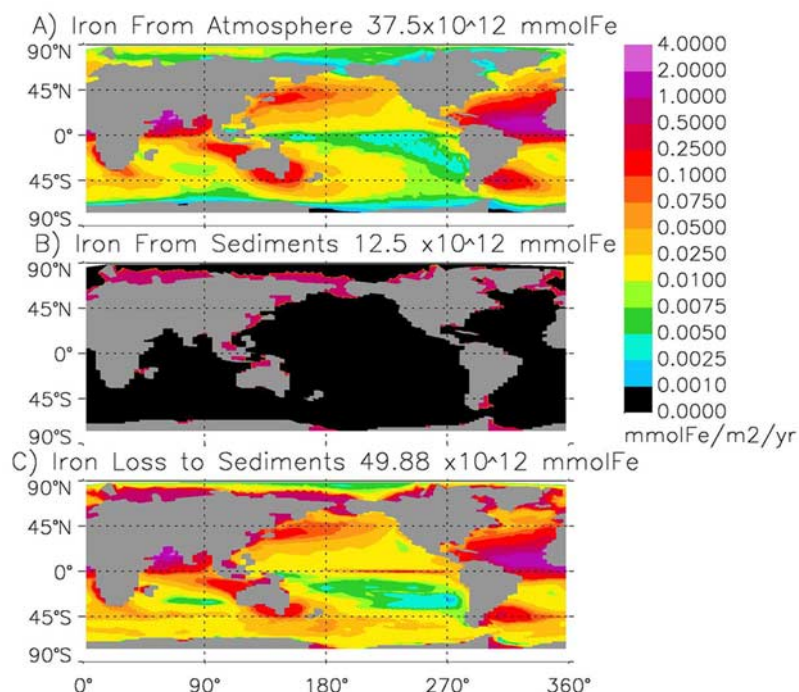 A) Iron From Atmosphere 37.5x10^12 mmolFe
90°N
45°N
0°
45°S
90°S
B) Iron From Sediments 12.5 x10^12 mmolFe
90°N
45°N
0°
45°S
90°S
C) Iron Loss to Sediments 49.88 x10^12 mmolFe
90°N
45°N
0°
45°S
90°S
0° 90° 180° 270° 360°
4.0000
2.0000
1.0000
0.5000
0.2500
0.1000
0.0750
0.0500
0.0250
0.0100
0.0075
0.0050
0.0025
0.0010
0.0000
mmolFe/m2/yr